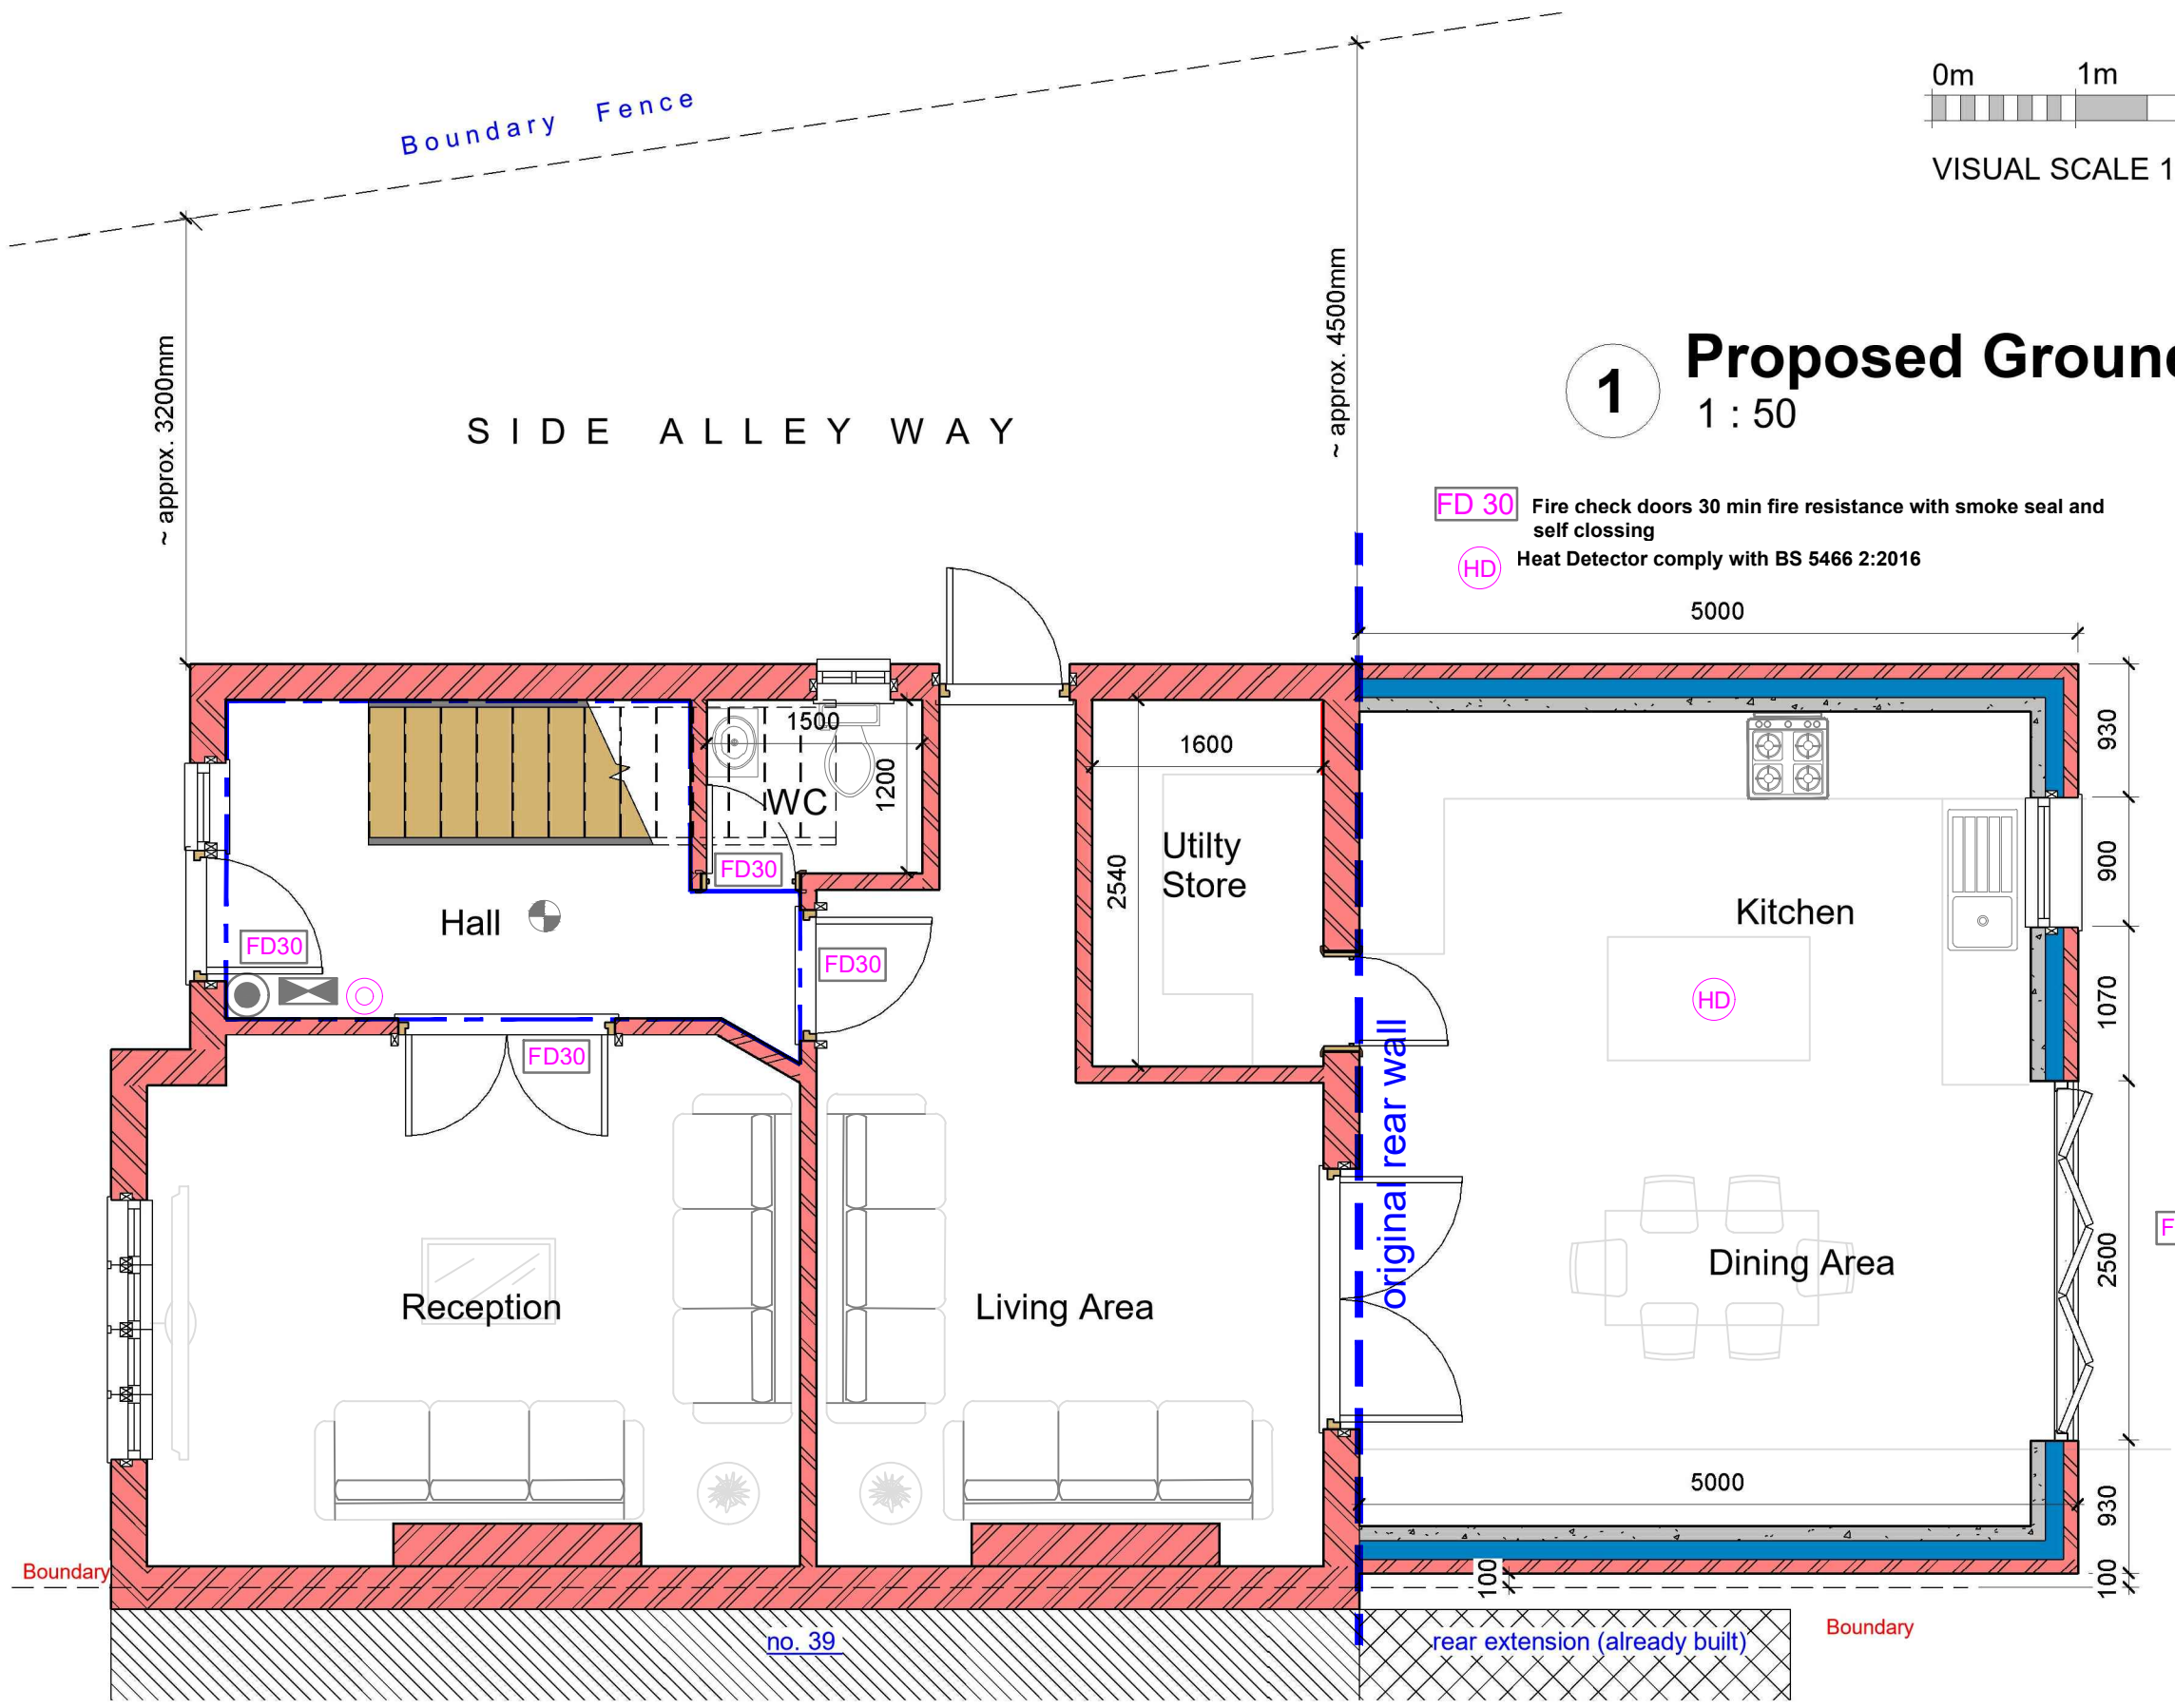 Boundary Fence
0m 1m
VISUAL SCALE 1
~ approx. 3200mm
~ approx. 4500mm
SIDE ALLEY WAY
1
Proposed Ground
1 : 50
FD 30
Fire check doors 30 min fire resistance with smoke seal and
self clossing
HD
Heat Detector comply with BS 5466 2:2016
5000
1500
1200
WC
FD30
1600
2540
Utilty
Store
930
900
1070
2500
930
100
Kitchen
HD
Hall
FD30
FD30
FD30
original rear wall
Reception
Living Area
Dining Area
F
5000
100
Boundary
no. 39
rear extension (already built)
Boundary